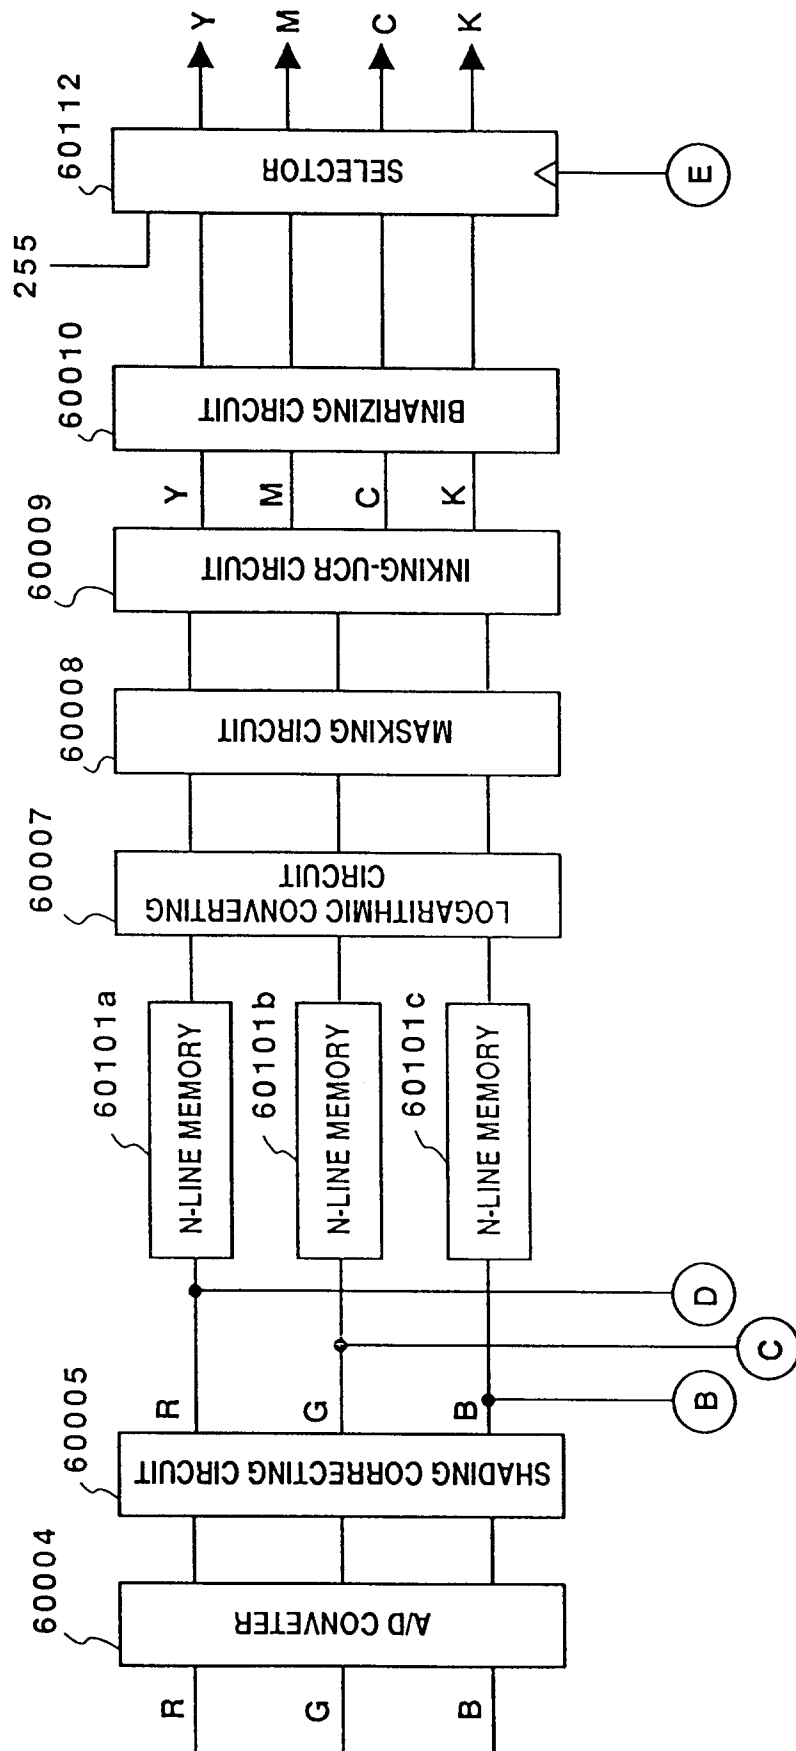 R
G
B
60004
A/D CONVETER
60005
SHADING CORRECTING CIRCUIT
R
G
B
B
C
D
60101a
N-LINE MEMORY
60101b
N-LINE MEMORY
60101c
N-LINE MEMORY
60007
LOGARITHMIC CONVERTING
CIRCUIT
60008
MASKING CIRCUIT
60009
INKING-UCR CIRCUIT
Y
M
C
K
60010
BINARIZING CIRCUIT
255
60112
SELECTOR
E
Y
M
C
K